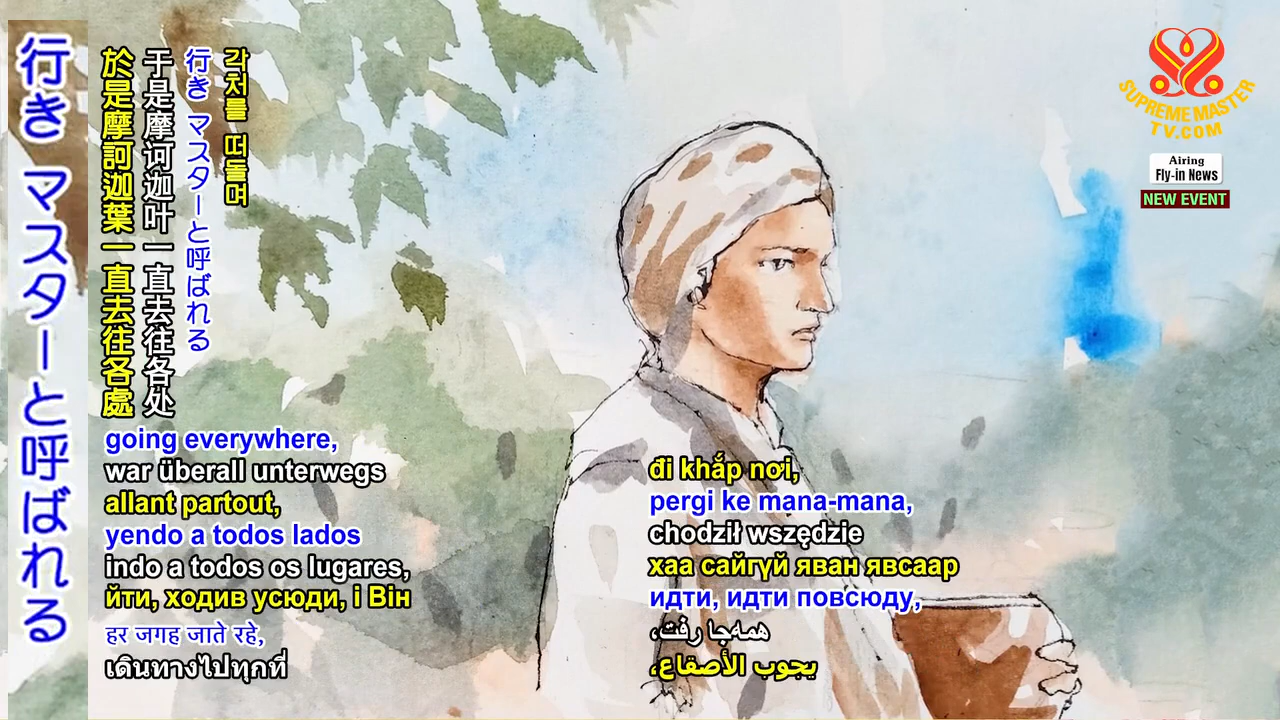 行き マスターと呼ばれる
於是摩訶迦葉一直去往各處
于是摩诃迦叶一直去往各处
行き マスターと呼ばれる
각처를 떠돌며
going everywhere,
war überall unterwegs
allant partout,
yendo a todos lados
indo a todos os lugares,
йти, ходив усюди, і Він
हर जगह जाते रहे,
เดินทางไปทุกที่
đi khắp nơi,
pergi ke mana-mana,
chodził wszędzie
хаа сайгүй яван явсаар
идти, идти повсюду,
همه‌جا رفت،
يجوب الأصقاع،
SUPREME MASTER
TV.COM
Airing
Fly-in News
NEW EVENT